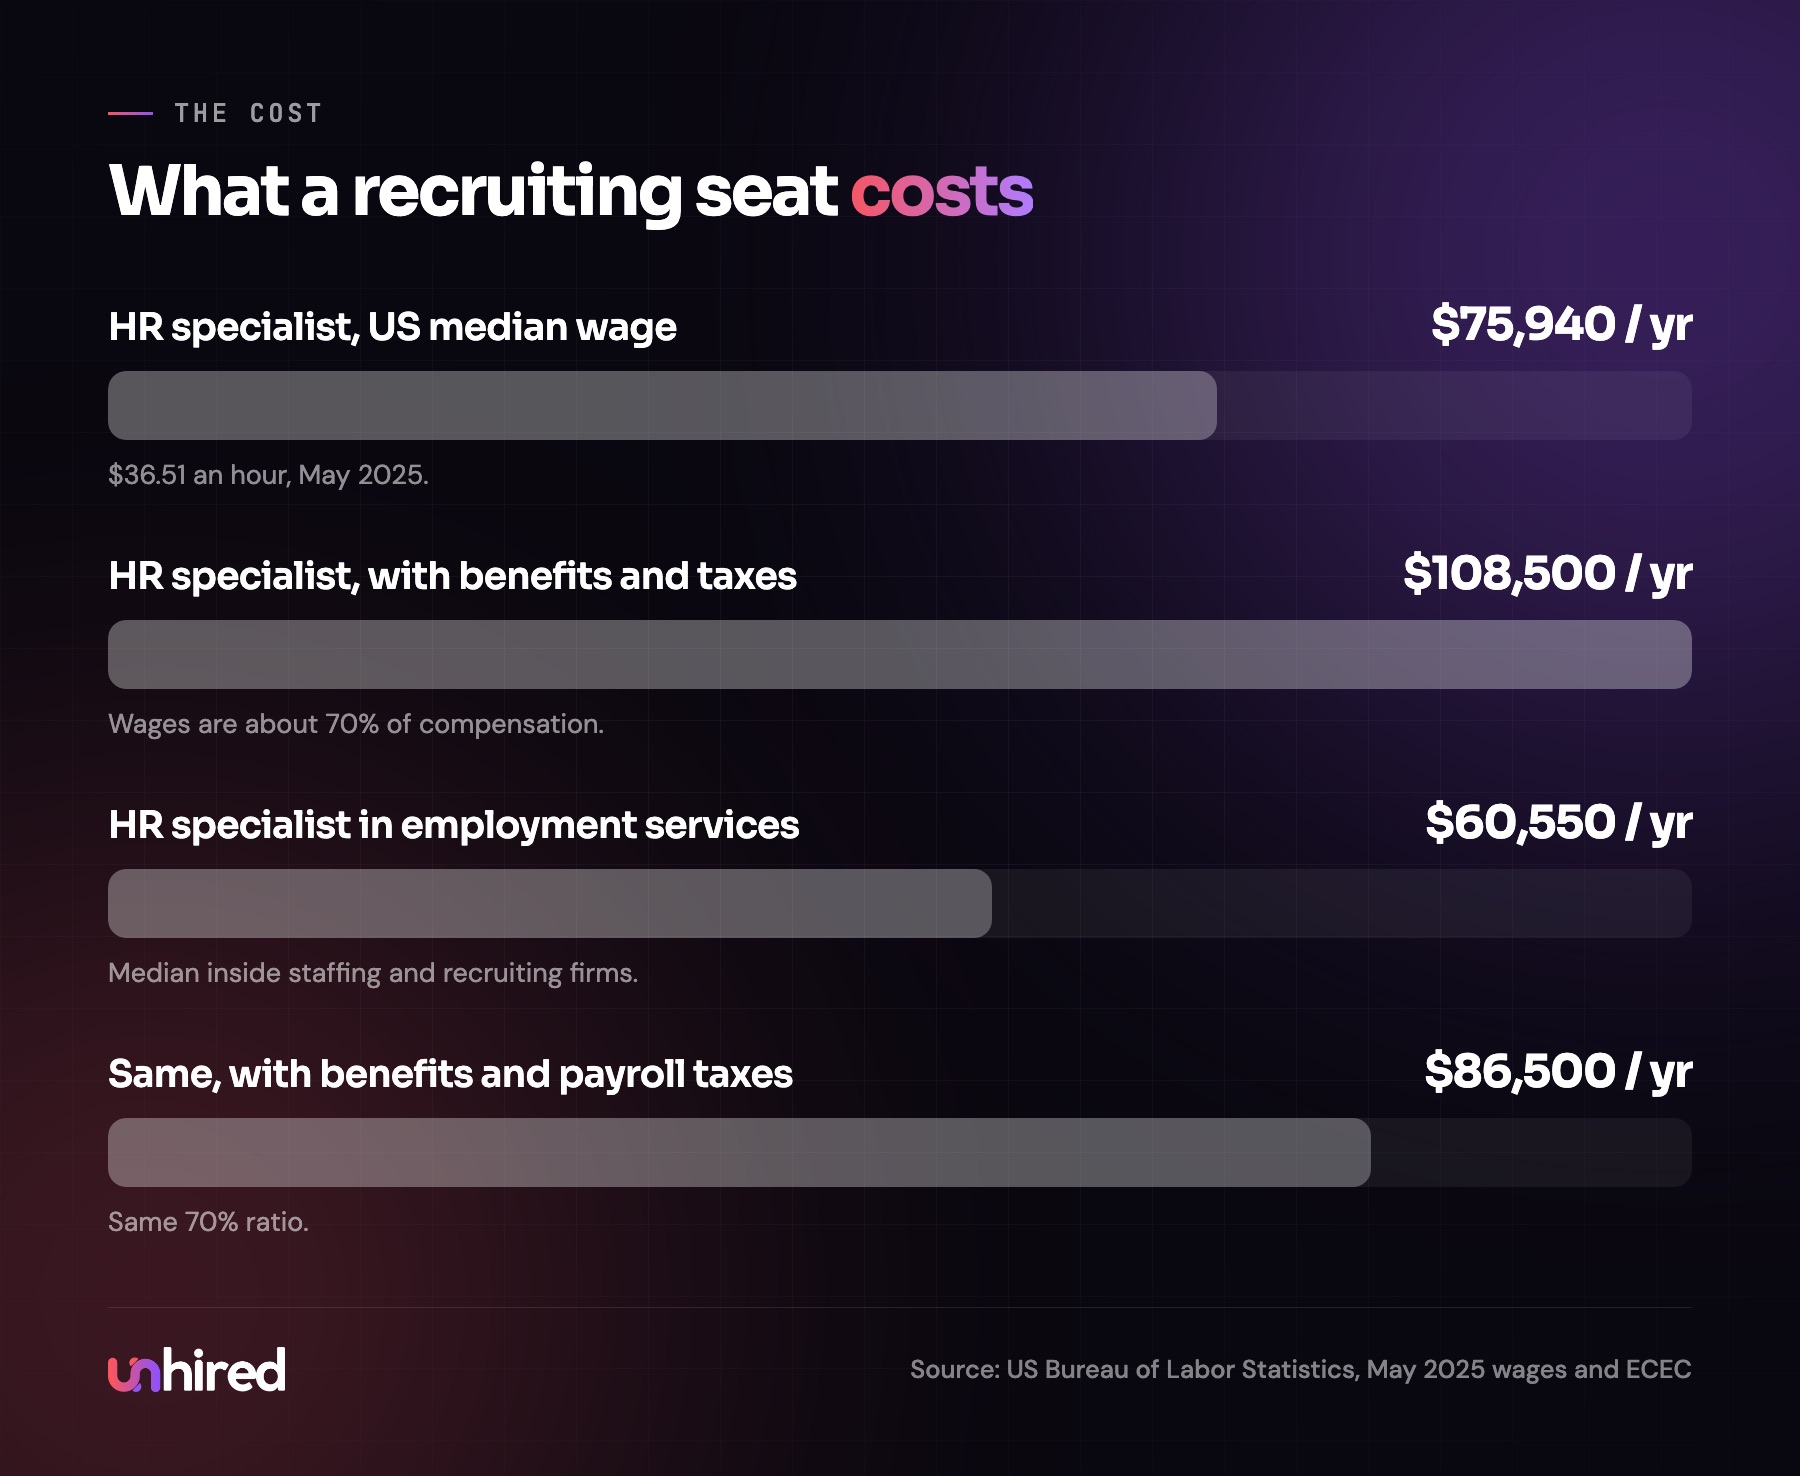 THE COST
What a recruiting seat costs
HR specialist, US median wage
$75,940 / yr
$36.51 an hour, May 2025.
HR specialist, with benefits and taxes
$108,500 / yr
Wages are about 70% of compensation.
HR specialist in employment services
$60,550 / yr
Median inside staffing and recruiting firms.
Same, with benefits and payroll taxes
$86,500 / yr
Same 70% ratio.
unhired
Source: US Bureau of Labor Statistics, May 2025 wages and ECEC